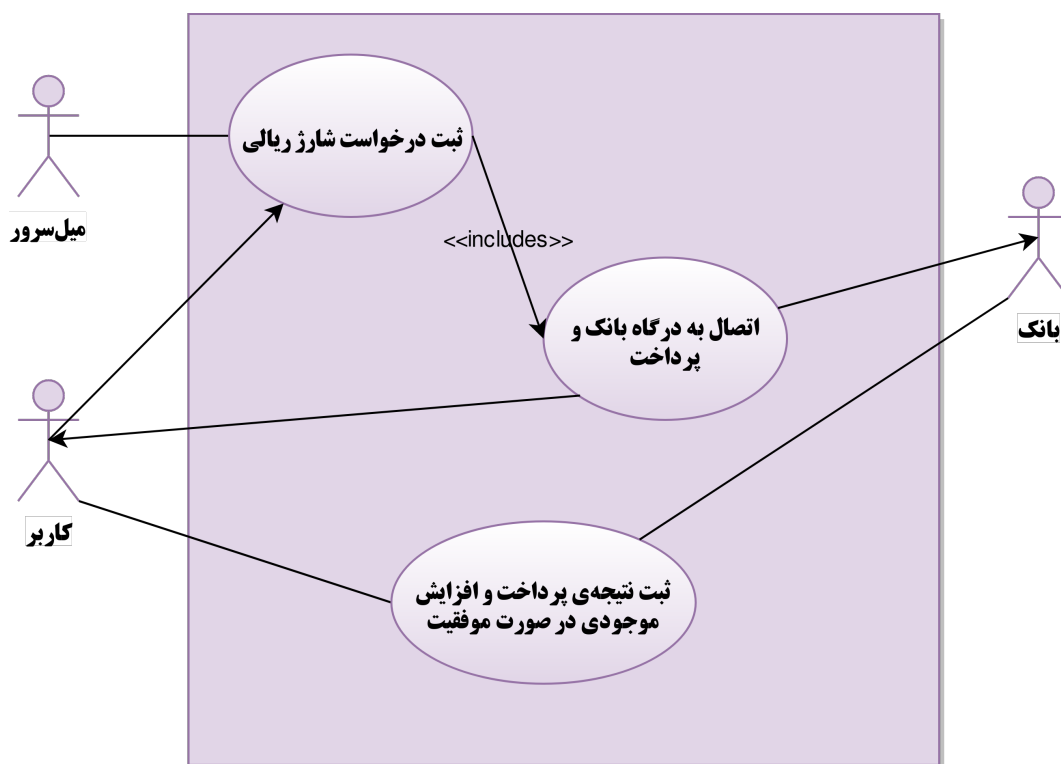 ثبت درخواست شارژ ریالی
میل‌سرور
<<includes>>
اتصال به درگاه بانک و
پرداخت
بانک
کاربر
ثبت نتیجه‌ی پرداخت و افزایش
موجودی در صورت موفقیت